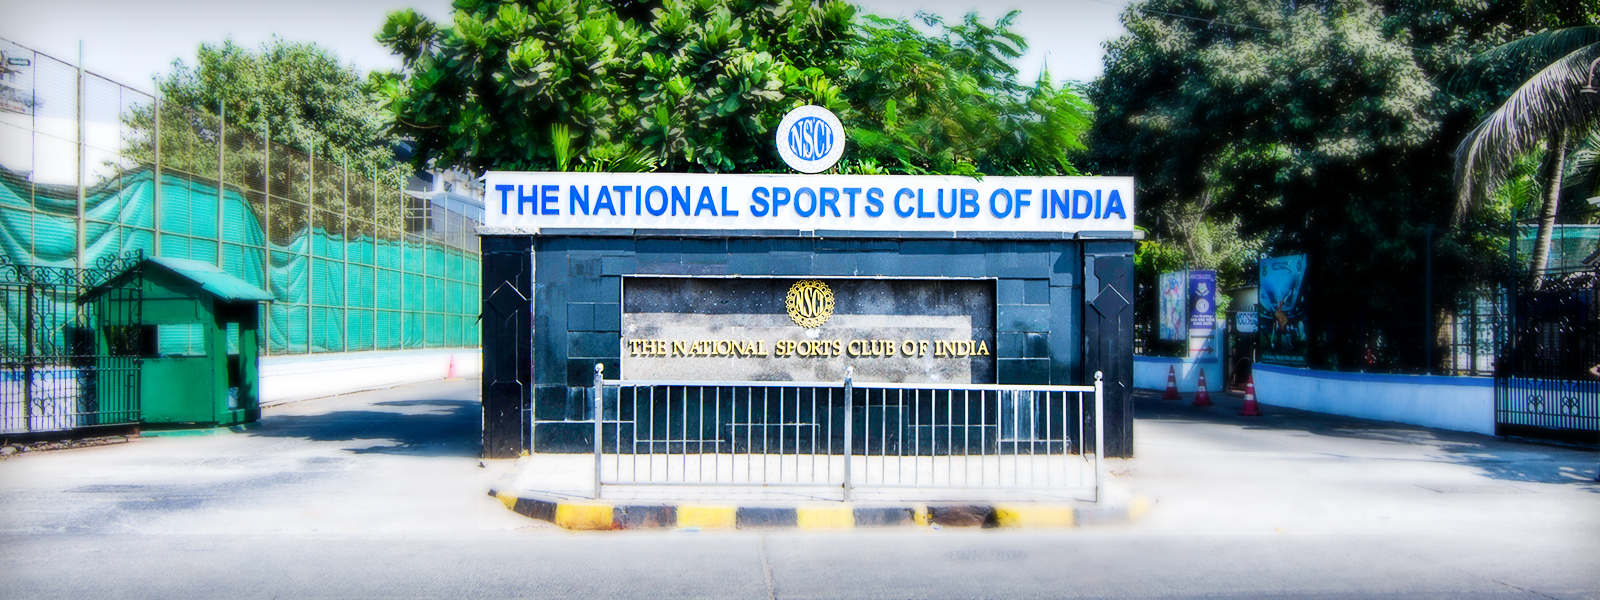 NSCI
THE NATIONAL SPORTS CLUB OF INDIA
NSCI
THE NATIONAL SPORTS CLUB OF INDIA